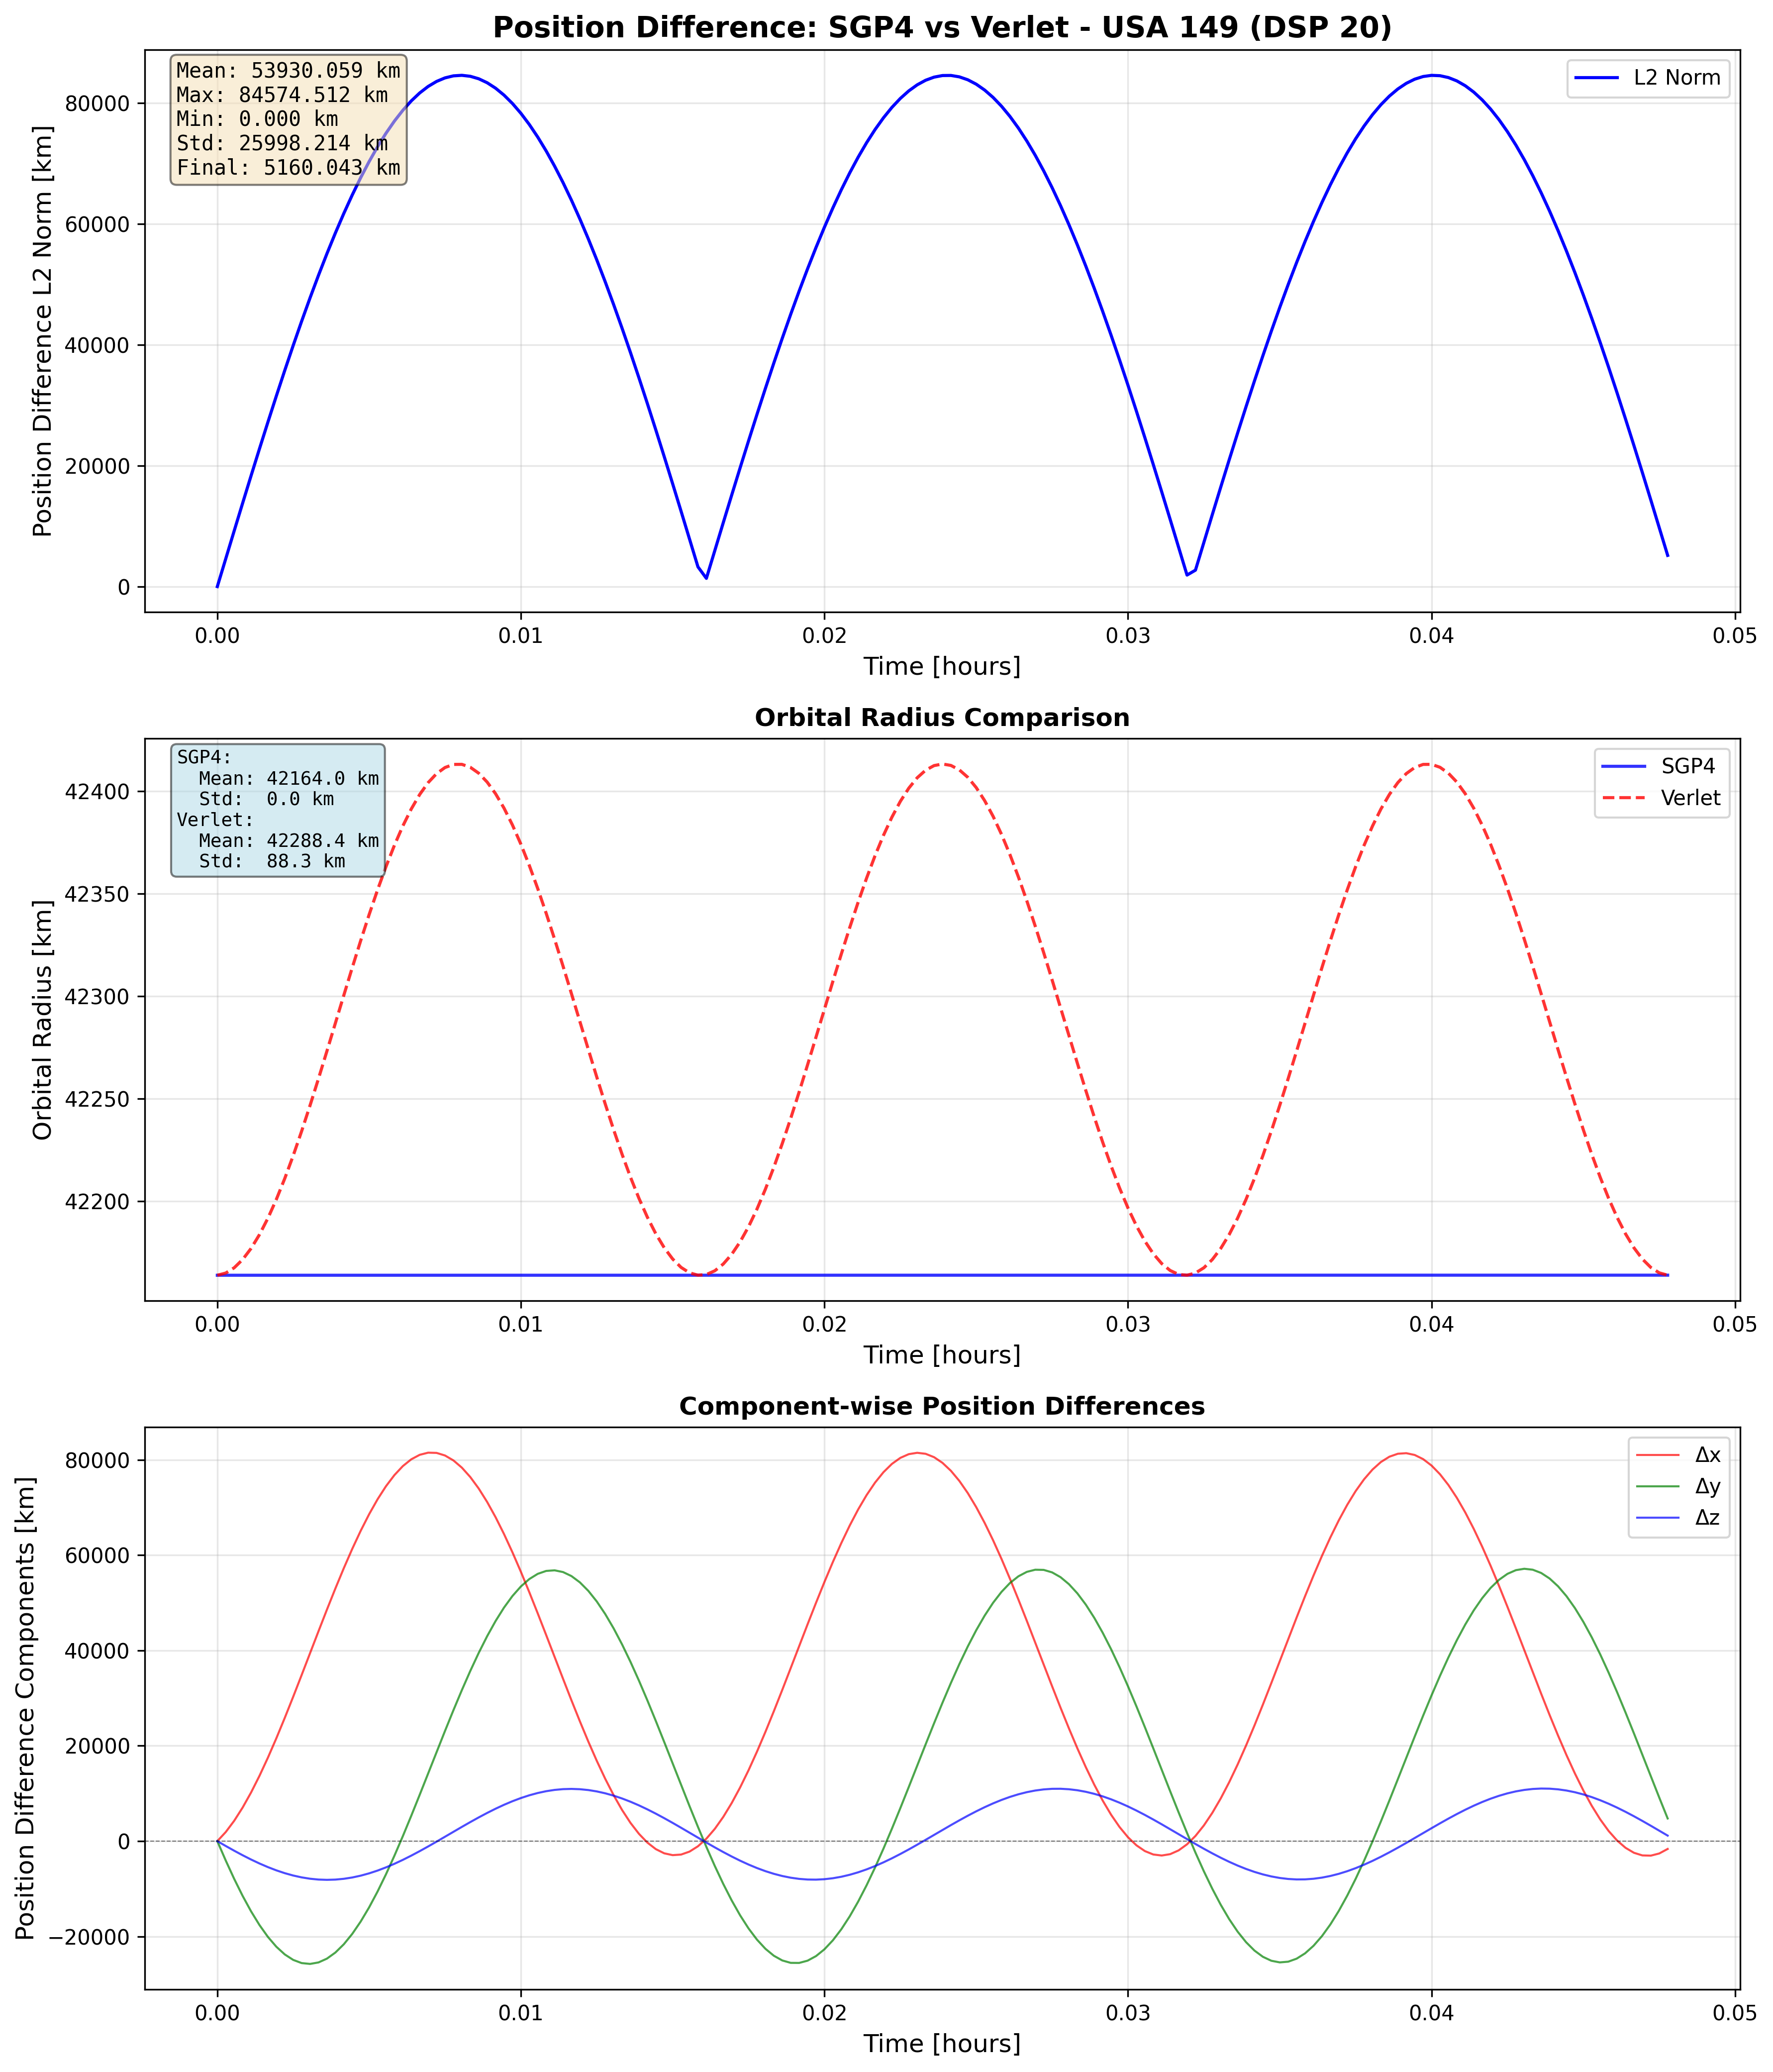 Position Difference: SGP4 vs Verlet - USA 149 (DSP 20)
Mean: 53930.059 km
Max: 84574.512 km
Min: 0.000 km
Std: 25998.214 km
Final: 5160.043 km
L2 Norm
Position Difference L2 Norm [km]
80000
60000
40000
20000
0
0.00 0.01 0.02 0.03 0.04 0.05
Time [hours]
Orbital Radius Comparison
SGP4:
Mean: 42164.0 km
Std: 0.0 km
Verlet:
Mean: 42288.4 km
Std: 88.3 km
SGP4
Verlet
Orbital Radius [km]
42400
42350
42300
42250
42200
0.00 0.01 0.02 0.03 0.04 0.05
Time [hours]
Component-wise Position Differences
Δx
Δy
Δz
Position Difference Components [km]
80000
60000
40000
20000
0
−20000
0.00 0.01 0.02 0.03 0.04 0.05
Time [hours]